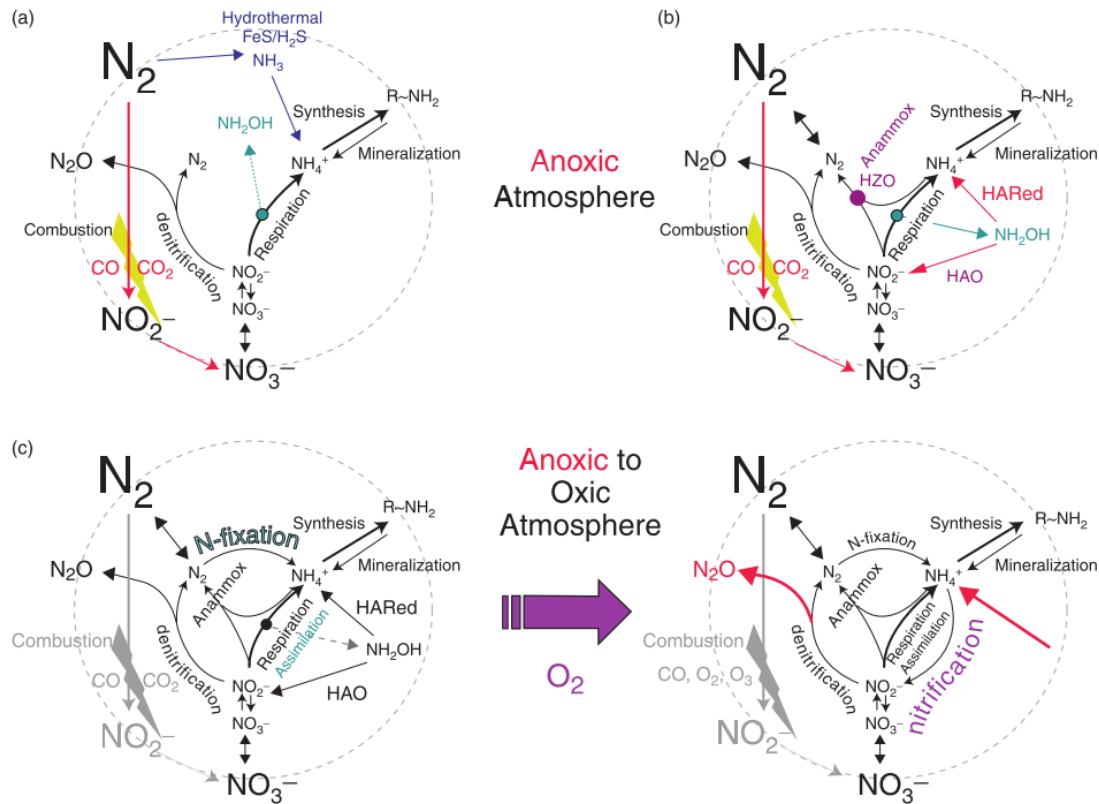 (a)
Hydrothermal
FeS/H₂S
NH₃
N₂
NH₂OH
Synthesis
R~NH₂
N₂O
N₂
NH₄⁺
Mineralization
Combustion
denitrification
Respiration
CO CO₂
NO₂⁻
NO₃⁻
NO₂⁻
NO₃⁻
Anoxic
Atmosphere
(b)
N₂
Synthesis
R~NH₂
N₂O
N₂
Anammox
HZO
NH₄⁺
Mineralization
HARed
Combustion
denitrification
Respiration
NH₂OH
CO CO₂
NO₂⁻
HAO
NO₃⁻
NO₂⁻
NO₃⁻
(c)
N₂
N-fixation
Synthesis
R~NH₂
N₂O
N₂
Anammox
NH₄⁺
Mineralization
HARed
Combustion
denitrification
Respiration
Assimilation
NH₂OH
CO CO₂
NO₂⁻
HAO
NO₃⁻
NO₂⁻
NO₃⁻
Anoxic to
Oxic
Atmosphere
O₂
N₂
N-fixation
Synthesis
R~NH₂
N₂O
N₂
Anammox
NH₄⁺
Mineralization
Combustion
denitrification
Respiration
Assimilation
nitrification
CO, O₂, O₃
NO₂⁻
NO₃⁻
NO₂⁻
NO₃⁻